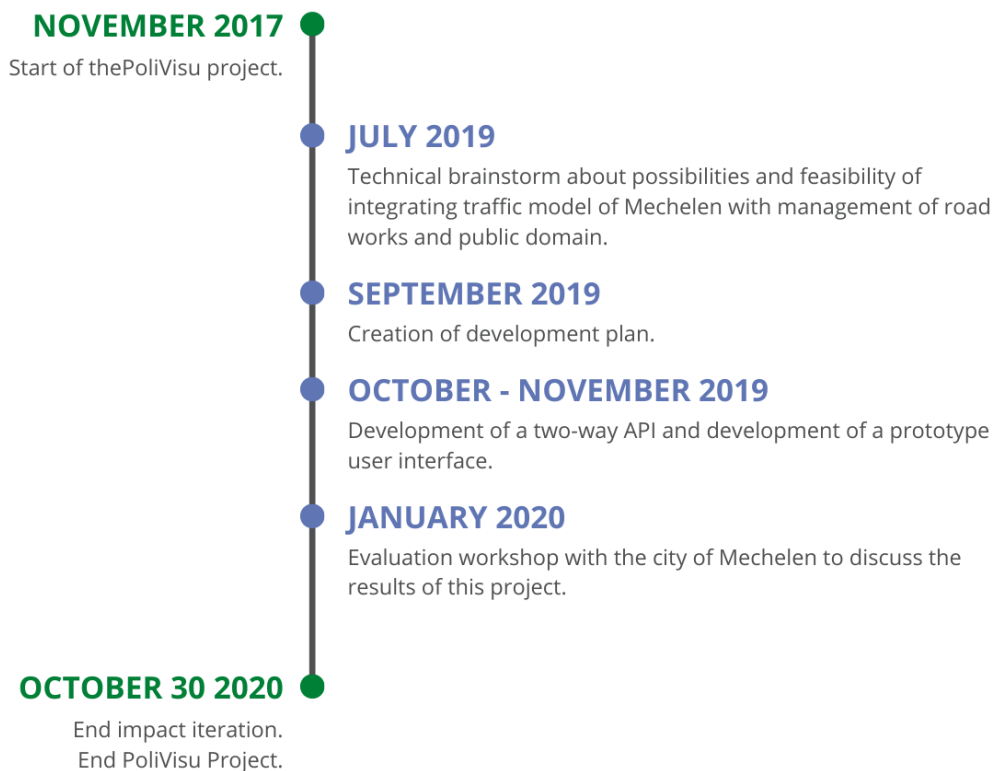 NOVEMBER 2017
Start of thePoliVisu project.
JULY 2019
Technical brainstorm about possibilities and feasibility of
integrating traffic model of Mechelen with management of road
works and public domain.
SEPTEMBER 2019
Creation of development plan.
OCTOBER - NOVEMBER 2019
Development of a two-way API and development of a prototype
user interface.
JANUARY 2020
Evaluation workshop with the city of Mechelen to discuss the
results of this project.
OCTOBER 30 2020
End impact iteration.
End PoliVisu Project.